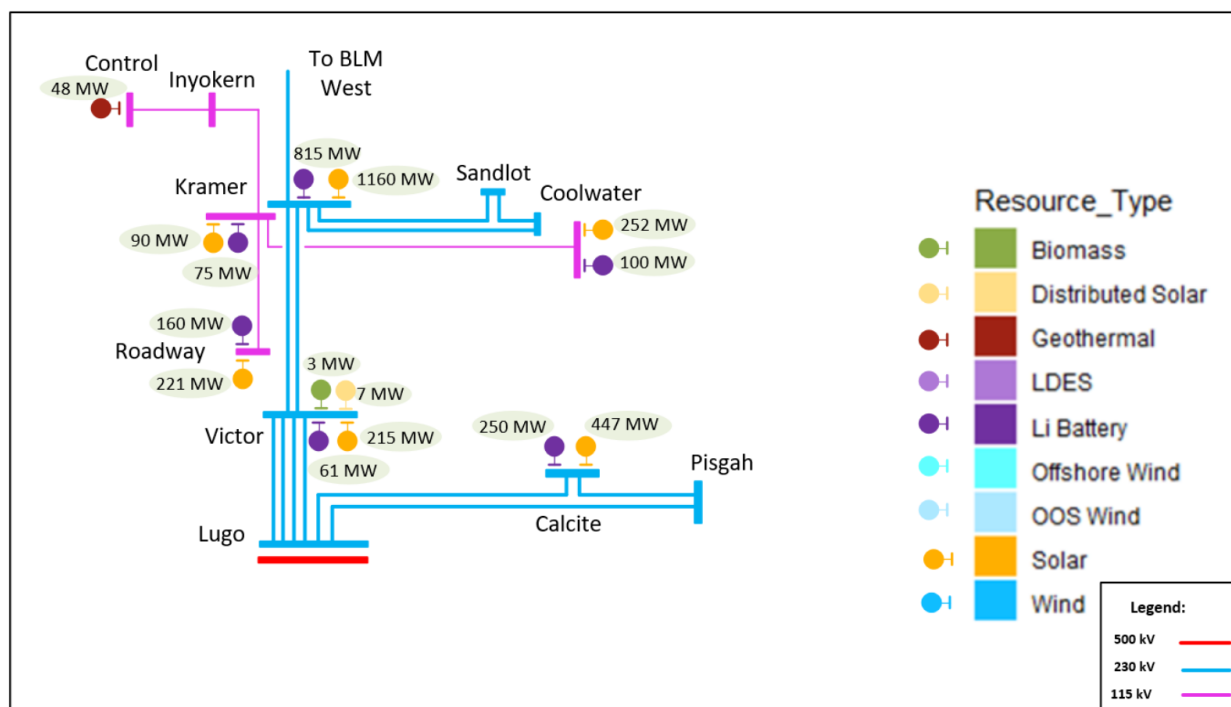 To BLM
West
Control
Inyokern
48 MW
815 MW
1160 MW
Sandlot
Coolwater
Kramer
252 MW
90 MW
75 MW
100 MW
160 MW
Roadway
221 MW
3 MW
7 MW
Victor
215 MW
61 MW
250 MW
447 MW
Pisgah
Calcite
Lugo
Resource_Type
Biomass
Distributed Solar
Geothermal
LDES
Li Battery
Offshore Wind
OOS Wind
Solar
Wind
Legend:
500 kV
230 kV
115 kV